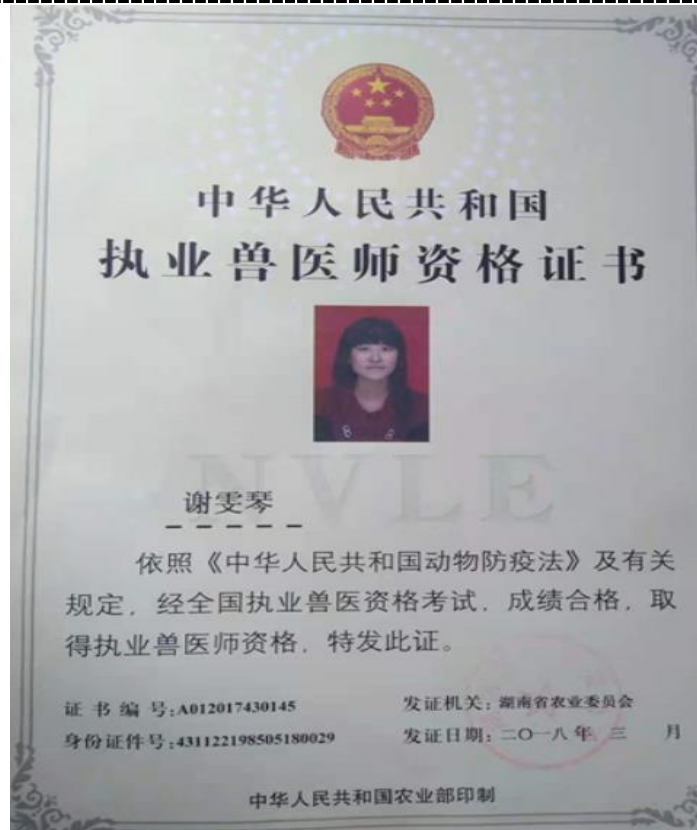 中华人民共和国
执业兽医师资格证书
NVLE
谢雯琴
依照《中华人民共和国动物防疫法》及有关
规定，经全国执业兽医资格考试，成绩合格，取
得执业兽医师资格，特发此证。
证书编号:A012017430145
发证机关: 湖南省农业委员会
身份证件号:431122198505180029
发证日期: 二〇一八年 三 月
中华人民共和国农业部印制